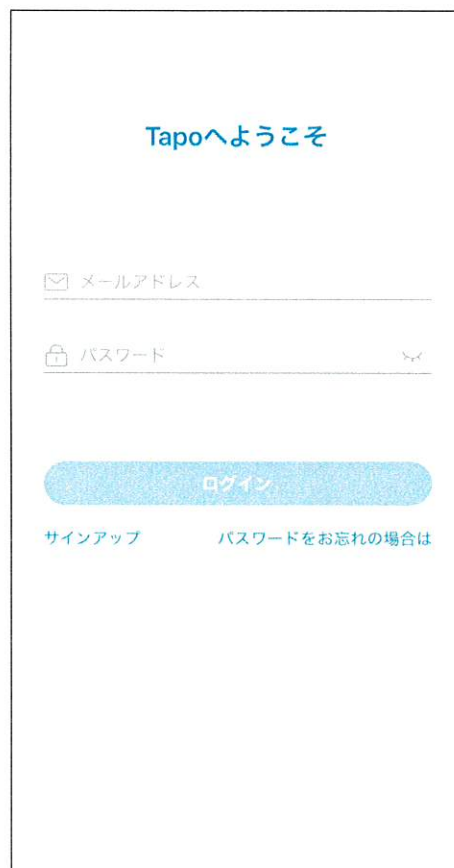 Tapoへようこそ
メールアドレス
パスワード
ログイン
サインアップ
パスワードをお忘れの場合は